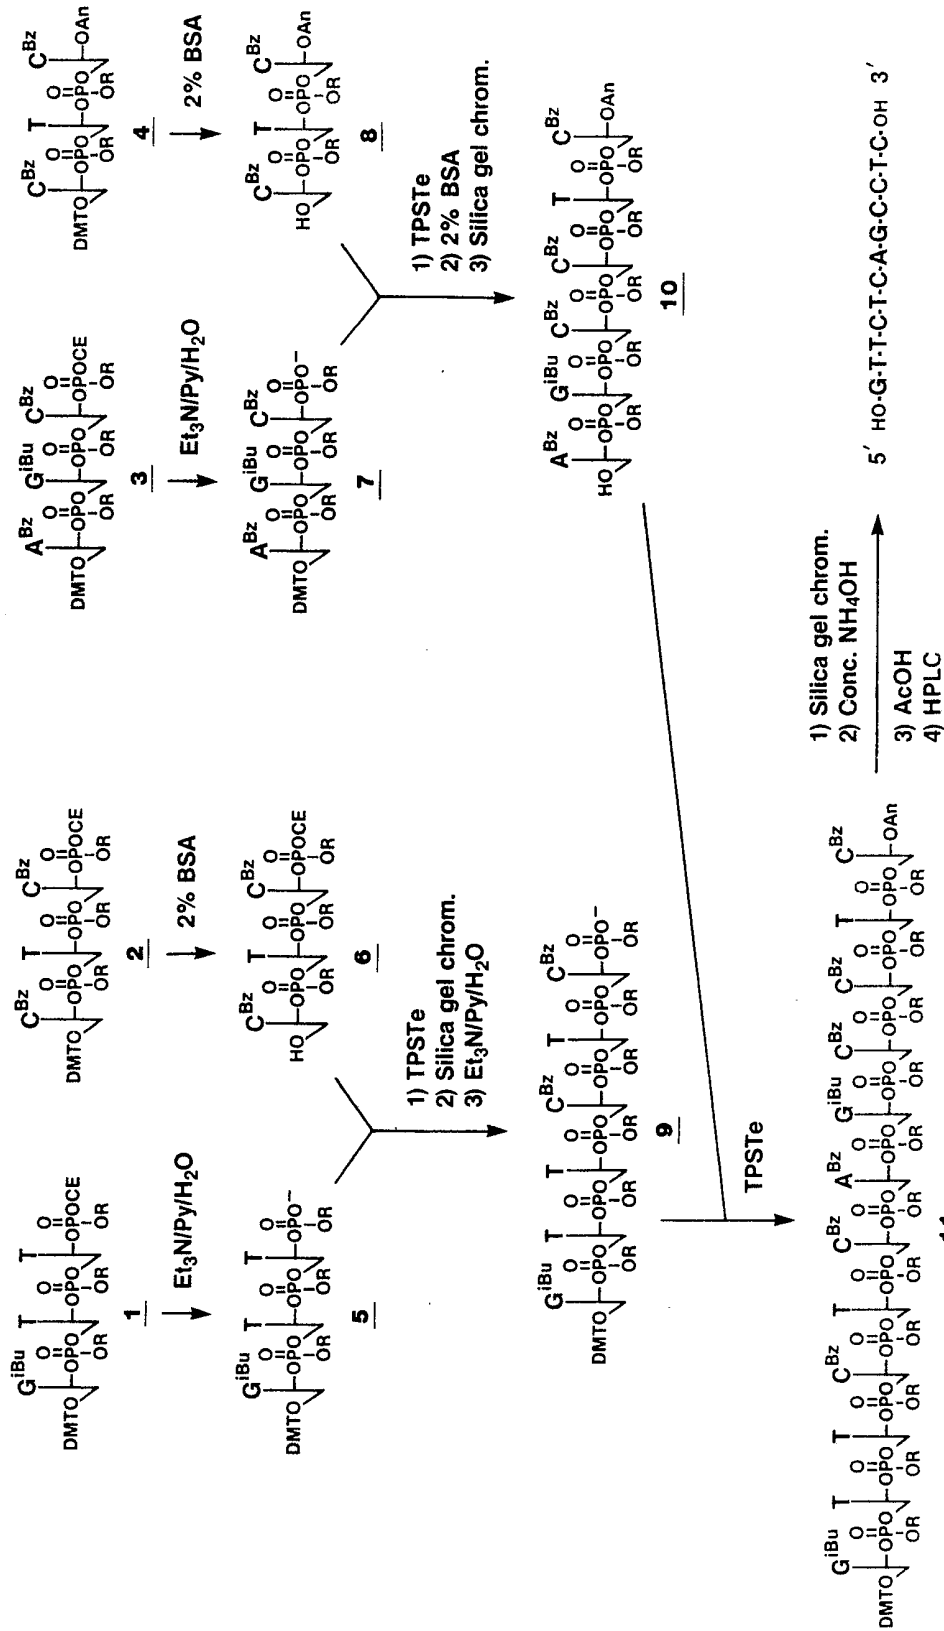 G^iBu T T
O O O
DMTO OPO OPO OPOCE
OR OR OR
1
Et3N/Py/H2O
C^Bz T C^Bz
O O O
DMTO OPO OPO OPOCE
OR OR OR
2
2% BSA
A^Bz G^iBu C^Bz
O O O
DMTO OPO OPO OPOCE
OR OR OR
3
Et3N/Py/H2O
C^Bz T C^Bz
O O
DMTO OPO OPO OAn
OR OR
4
2% BSA
G^iBu T T
O O O
DMTO OPO OPO OPO−
OR OR OR
5
C^Bz T C^Bz
O O O
HO OPO OPO OPOCE
OR OR OR
6
A^Bz G^iBu C^Bz
O O O
DMTO OPO OPO OPO−
OR OR OR
7
C^Bz T C^Bz
O O
HO OPO OPO OAn
OR OR
8
1) TPSTe
2) Silica gel chrom.
3) Et3N/Py/H2O
1) TPSTe
2) 2% BSA
3) Silica gel chrom.
G^iBu T T C^Bz T C^Bz
O O O O O O
DMTO OPO OPO OPO OPO OPO OPO−
OR OR OR OR OR OR
9
A^Bz G^iBu C^Bz C^Bz T C^Bz
O O O O O
HO OPO OPO OPO OPO OPO OAn
OR OR OR OR OR
10
TPSTe
G^iBu T T C^Bz T C^Bz A^Bz G^iBu C^Bz C^Bz T C^Bz
O O O O O O O O O O O
DMTO OPO OPO OPO OPO OPO OPO OPO OPO OPO OPO OPO OAn
OR OR OR OR OR OR OR OR OR OR OR
11
1) Silica gel chrom.
2) Conc. NH4OH
3) AcOH
4) HPLC
5′ HO-G-T-T-C-T-C-A-G-C-C-T-C-OH 3′